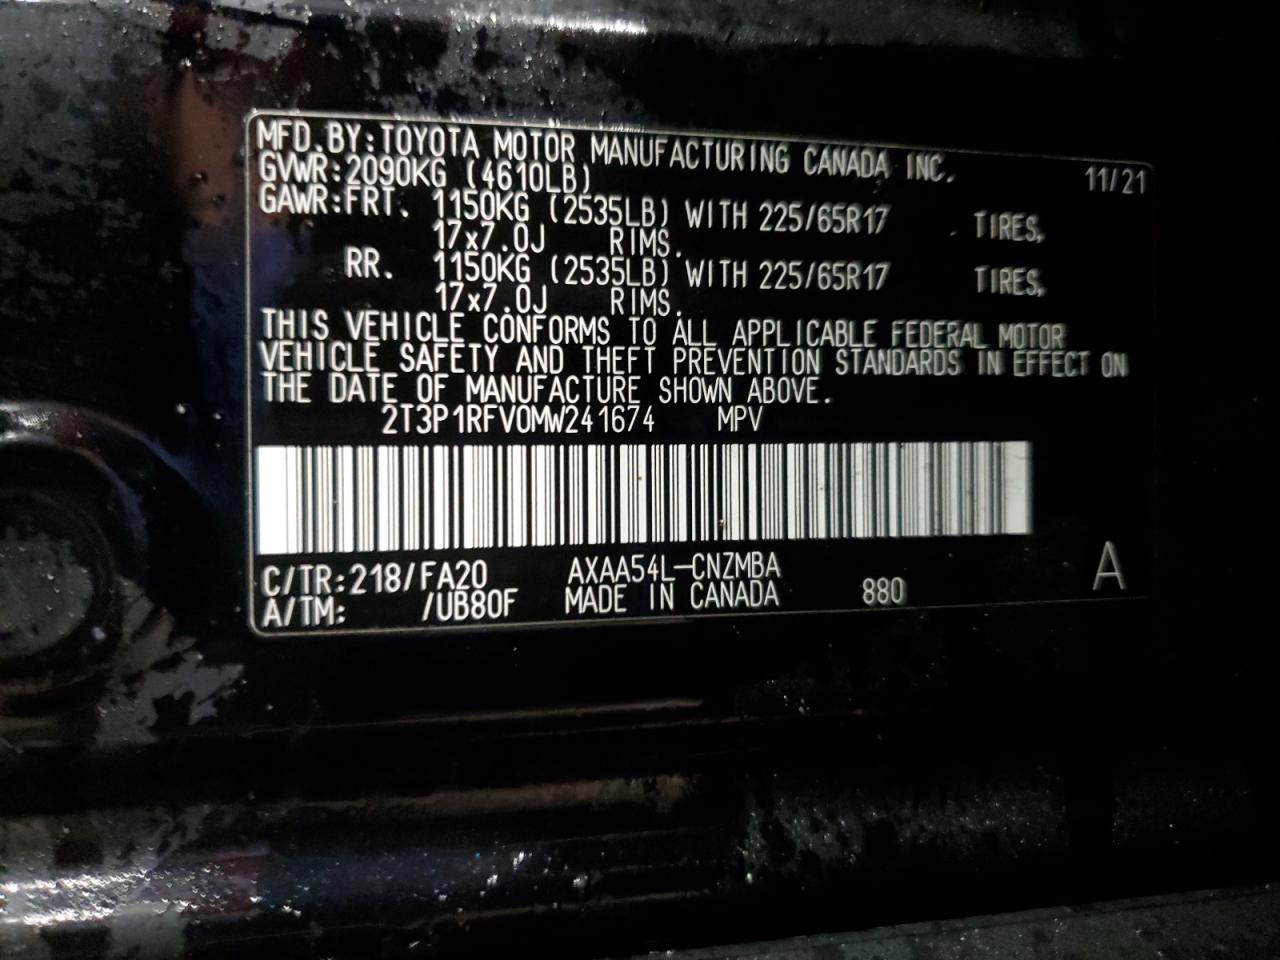 MFD.BY:TOYOTA MOTOR MANUFACTURING CANADA INC. 11/21
GVWR:2090KG (4610LB)
GAWR:FRT. 1150KG (2535LB) WITH 225/65R17 TIRES,
17x7.0J RIMS.
RR. 1150KG (2535LB) WITH 225/65R17 TIRES,
17x7.0J RIMS.
THIS VEHICLE CONFORMS TO ALL APPLICABLE FEDERAL MOTOR
VEHICLE SAFETY AND THEFT PREVENTION STANDARDS IN EFFECT ON
THE DATE OF MANUFACTURE SHOWN ABOVE.
2T3P1RFV0MW241674 MPV
C/TR:218/FA20 AXAA54L-CNZMBA
A/TM: /UB80F MADE IN CANADA 880 A